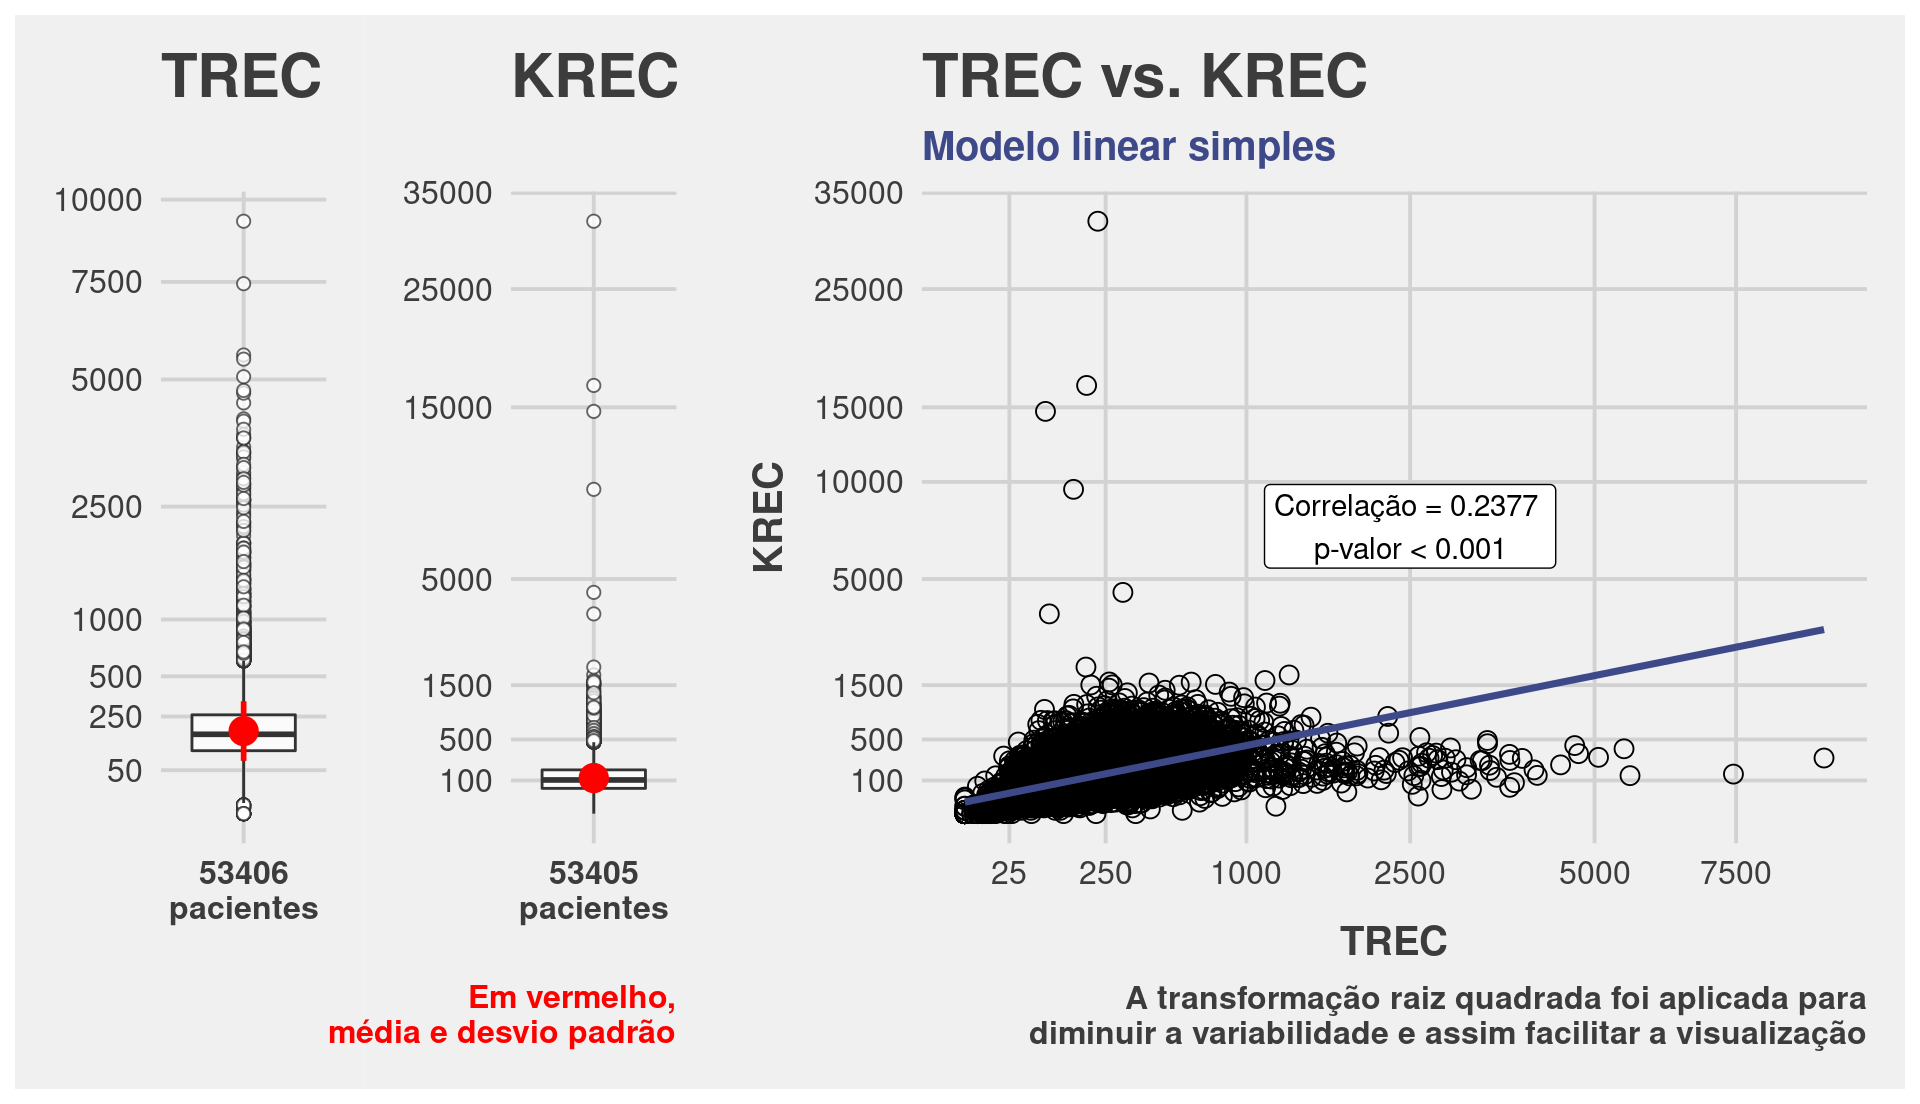 TREC
10000
7500
5000
2500
1000
500
250
50
53406
pacientes
KREC
35000
25000
15000
5000
1500
500
100
53405
pacientes
Em vermelho,
média e desvio padrão
TREC vs. KREC
Modelo linear simples
KREC
35000
25000
15000
10000
5000
1500
500
100
Correlação = 0.2377
p-valor < 0.001
25
250
1000
2500
5000
7500
TREC
A transformação raiz quadrada foi aplicada para
diminuir a variabilidade e assim facilitar a visualização